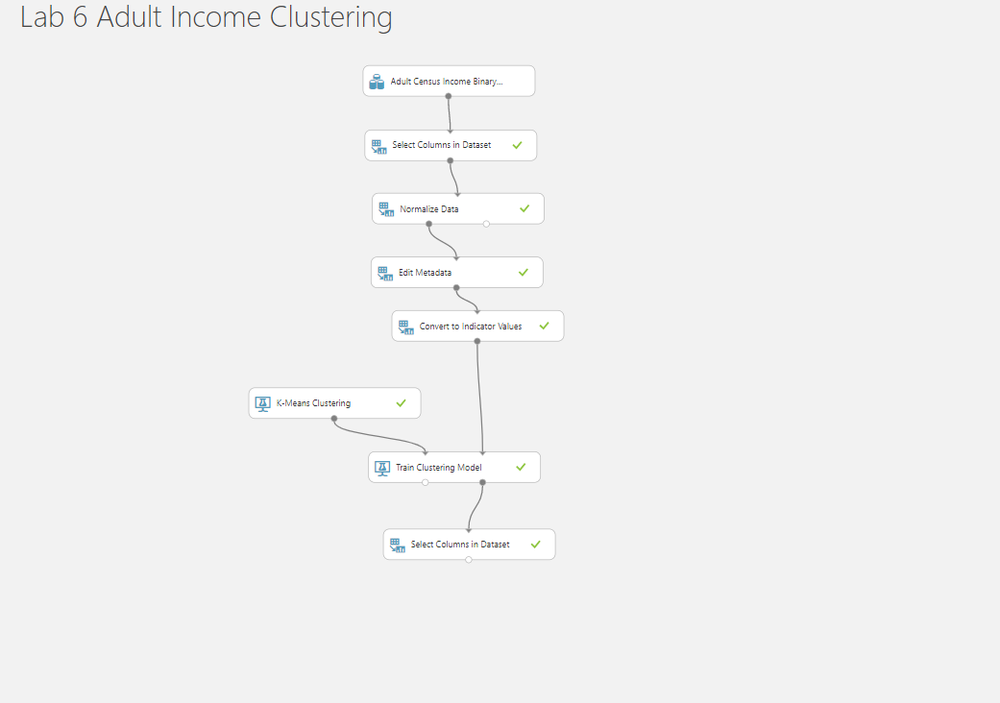 Lab 6 Adult Income Clustering
Adult Census Income Binary...
Select Columns in Dataset
Normalize Data
Edit Metadata
Convert to Indicator Values
K-Means Clustering
Train Clustering Model
Select Columns in Dataset